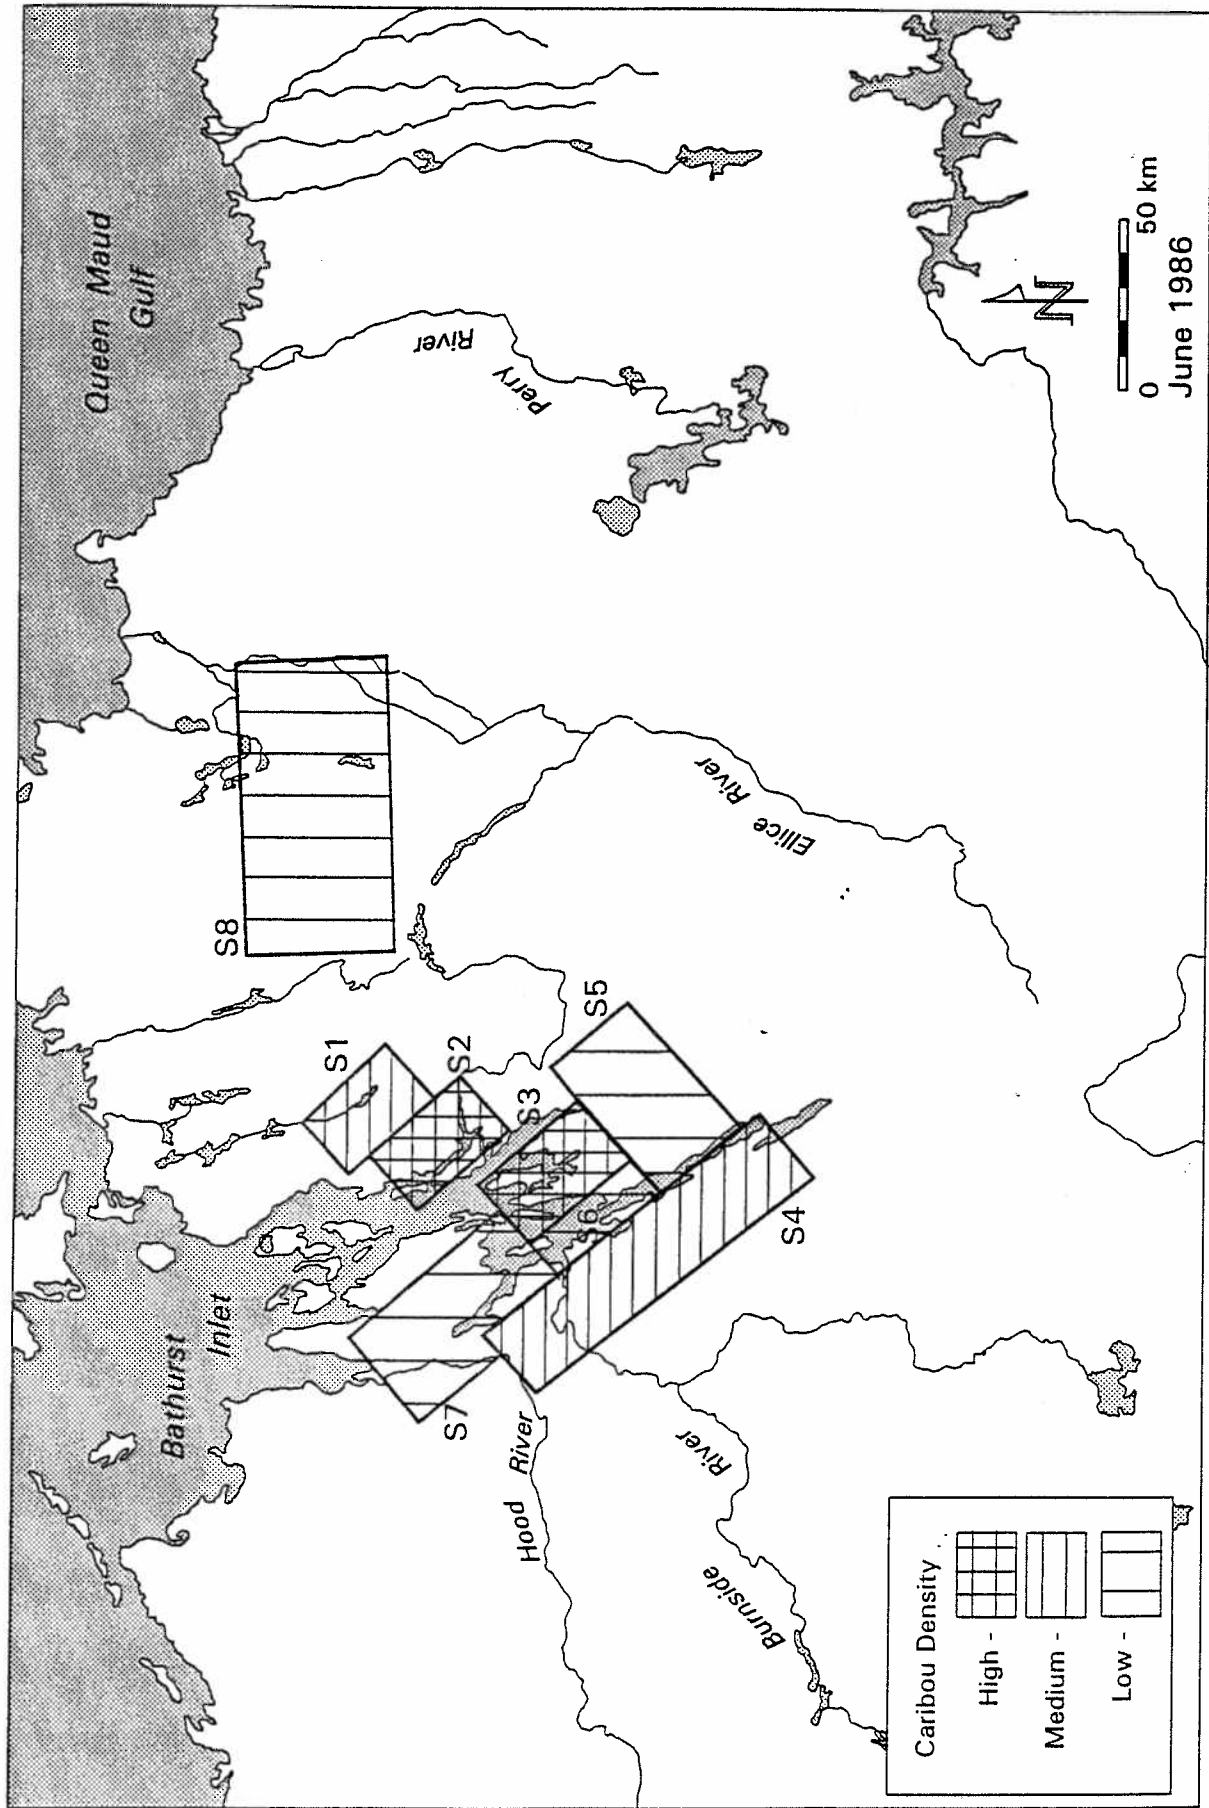 Queen Maud
Gulf
Bathurst
Inlet
S8
S1
S2
S3
S5
S6
S4
S7
Perry
River
Ellice River
Hood River
Burnside
River
Caribou Density
High -
Medium -
Low -
N
0 50 km
June 1986